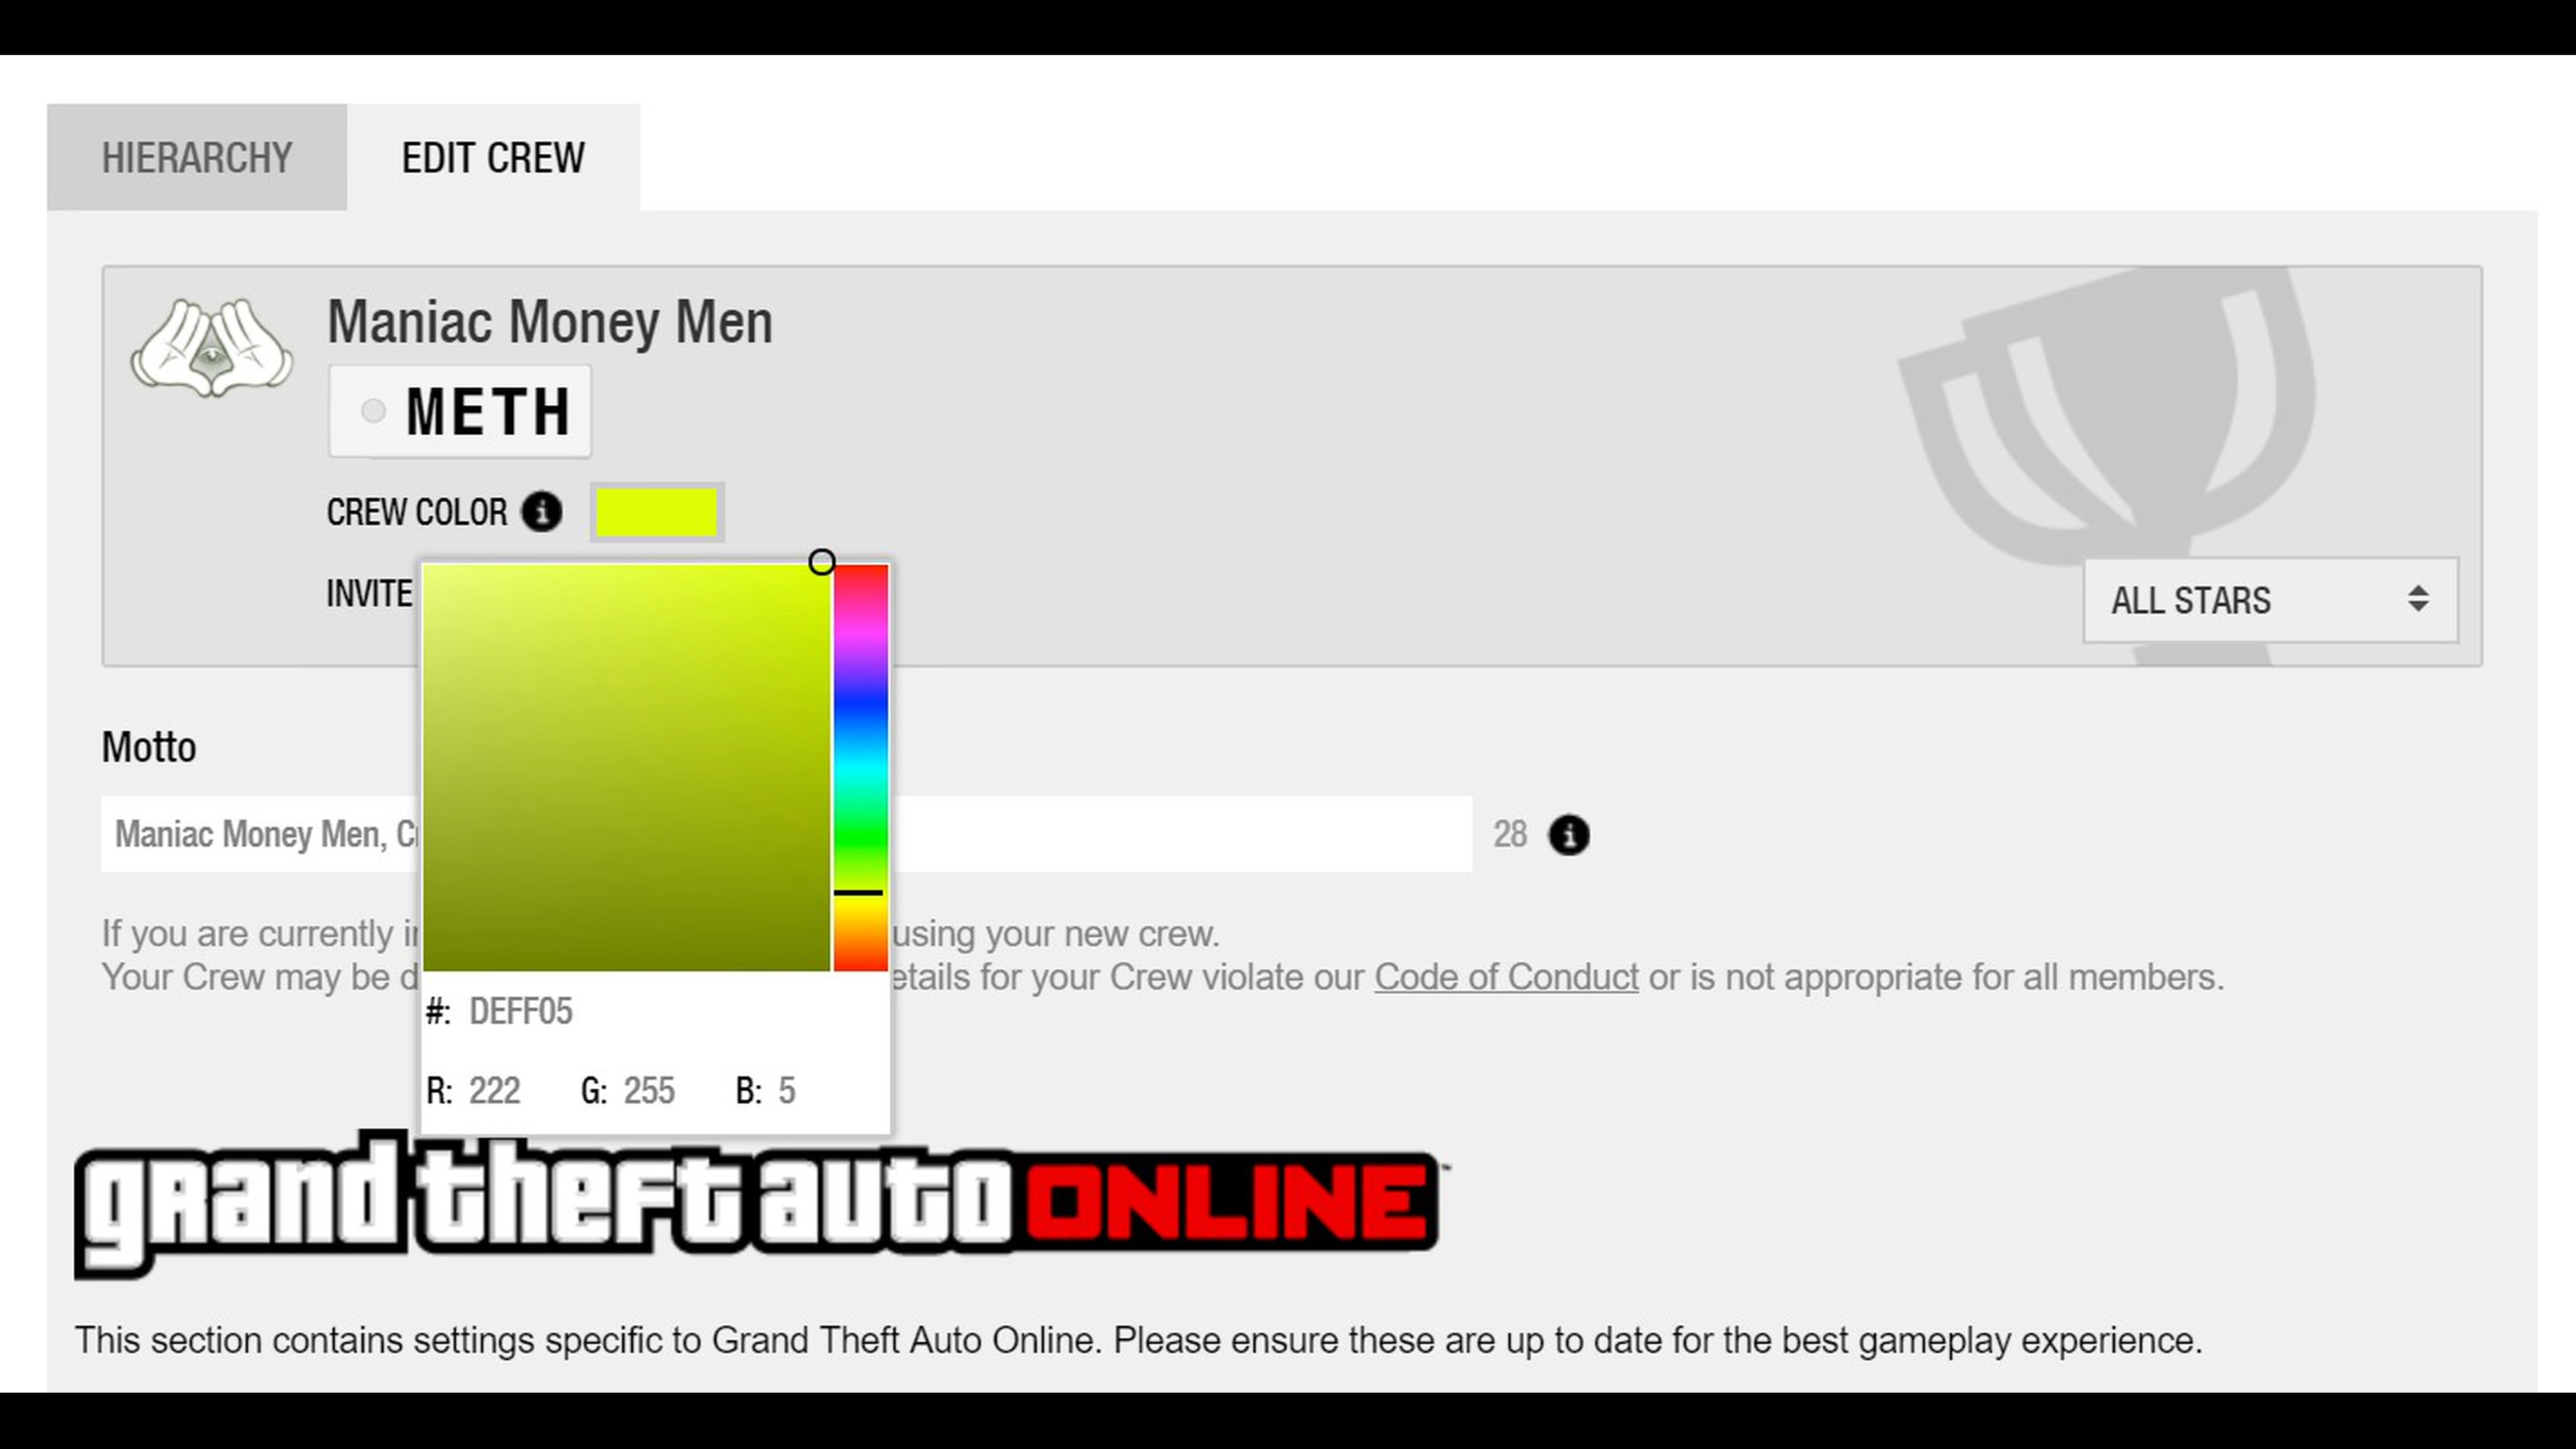 HIERARCHY
EDIT CREW
Maniac Money Men
METH
CREW COLOR
INVITE
ALL STARS
Motto
Maniac Money Men,
28
If you are currently using your new crew.
Your Crew may be for your Crew violate our Code of Conduct or is not appropriate for all members.
#: DEFF05
R: 222 G: 255 B: 5
grand theft auto ONLINE
This section contains settings specific to Grand Theft Auto Online. Please ensure these are up to date for the best gameplay experience.